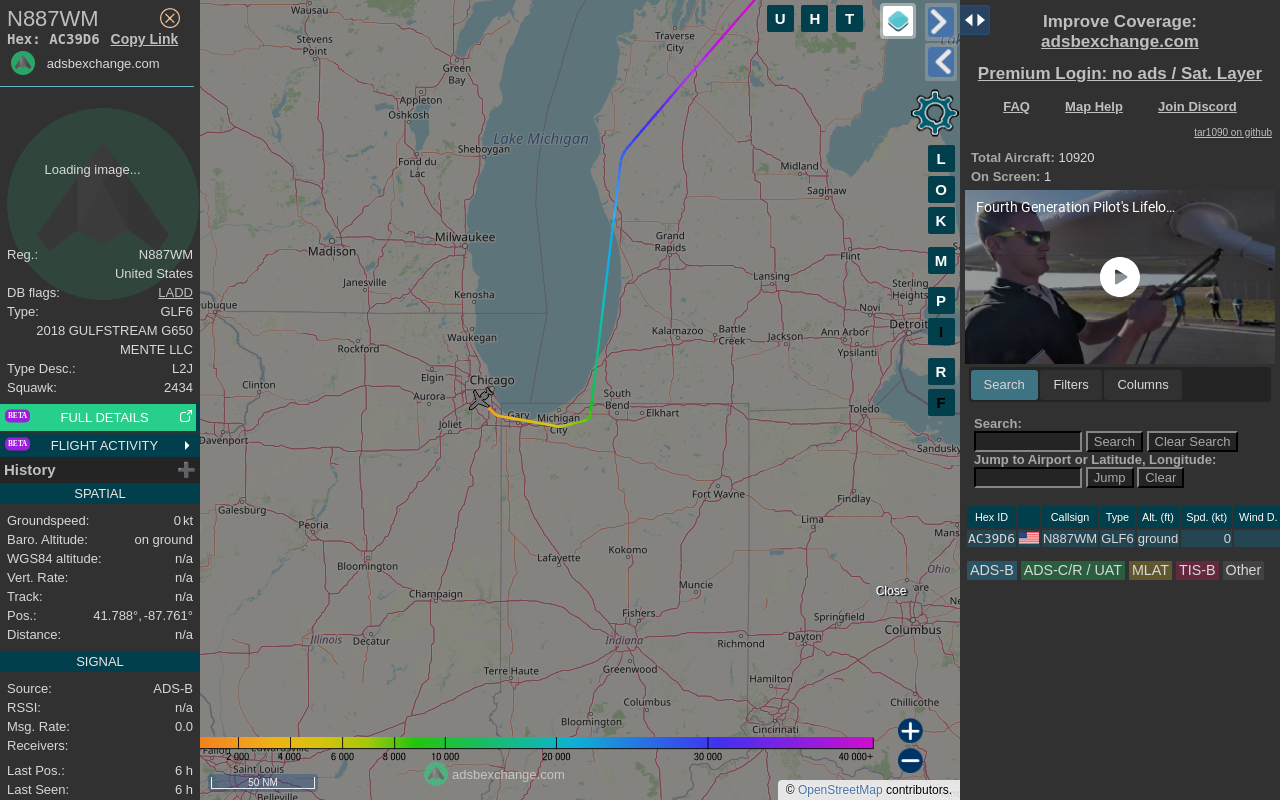 N887WM
Hex: AC39D6 Copy Link
adsbexchange.com
Loading image...
Reg.: N887WM
United States
DB flags: LADD
Type: GLF6
2018 GULFSTREAM G650
MENTE LLC
Type Desc.: L2J
Squawk: 2434
BETA FULL DETAILS
BETA FLIGHT ACTIVITY
History
SPATIAL
Groundspeed: 0 kt
Baro. Altitude: on ground
WGS84 altitude: n/a
Vert. Rate: n/a
Track: n/a
Pos.: 41.788°, -87.761°
Distance: n/a
SIGNAL
Source: ADS-B
RSSI: n/a
Msg. Rate: 0.0
Receivers:
Last Pos.: 6 h
Last Seen: 6 h
Wausau
Stevens
Point
Green
Bay
Appleton
Oshkosh
Fond du
Lac
Sheboygan
Lake Michigan
Traverse
City
Midland
Saginaw
Madison
Milwaukee
Grand
Rapids
Flint
Lansing
Sterling
Heights
Janesville
Kenosha
Novi
Detroit
ubuque
Waukegan
Kalamazoo
Battle
Creek
Jackson
Ann Arbor
Ypsilanti
Rockford
Clinton
Elgin
Chicago
Aurora
Joliet
Gary
Michigan
City
South
Bend
Elkhart
Toledo
Davenport
Sandusky
Galesburg
Peoria
Fort Wayne
Findlay
Lima
Mans
Bloomington
Lafayette
Kokomo
Ohio
Champaign
Muncie
Close
are
Ne
Fishers
Springfield
Illinois
Decatur
Indiana
Richmond
Dayton
Columbus
Terre Haute
Greenwood
Hamilton
Columbus
Chillicothe
Bloomington
Cincinnati
Saint Louis
Belleville
2 000 4 000 6 000 8 000 10 000 20 000 30 000 40 000+
50 NM
adsbexchange.com
© OpenStreetMap contributors.
U H T
L
O
K
M
P
I
R
F
Improve Coverage:
adsbexchange.com
Premium Login: no ads / Sat. Layer
FAQ Map Help Join Discord
tar1090 on github
Total Aircraft: 10920
On Screen: 1
Fourth Generation Pilot's Lifelo...
Search Filters Columns
Search:
Search Clear Search
Jump to Airport or Latitude, Longitude:
Jump Clear
Hex ID Callsign Type Alt. (ft) Spd. (kt) Wind D.
AC39D6 N887WM GLF6 ground 0
ADS-B ADS-C/R / UAT MLAT TIS-B Other